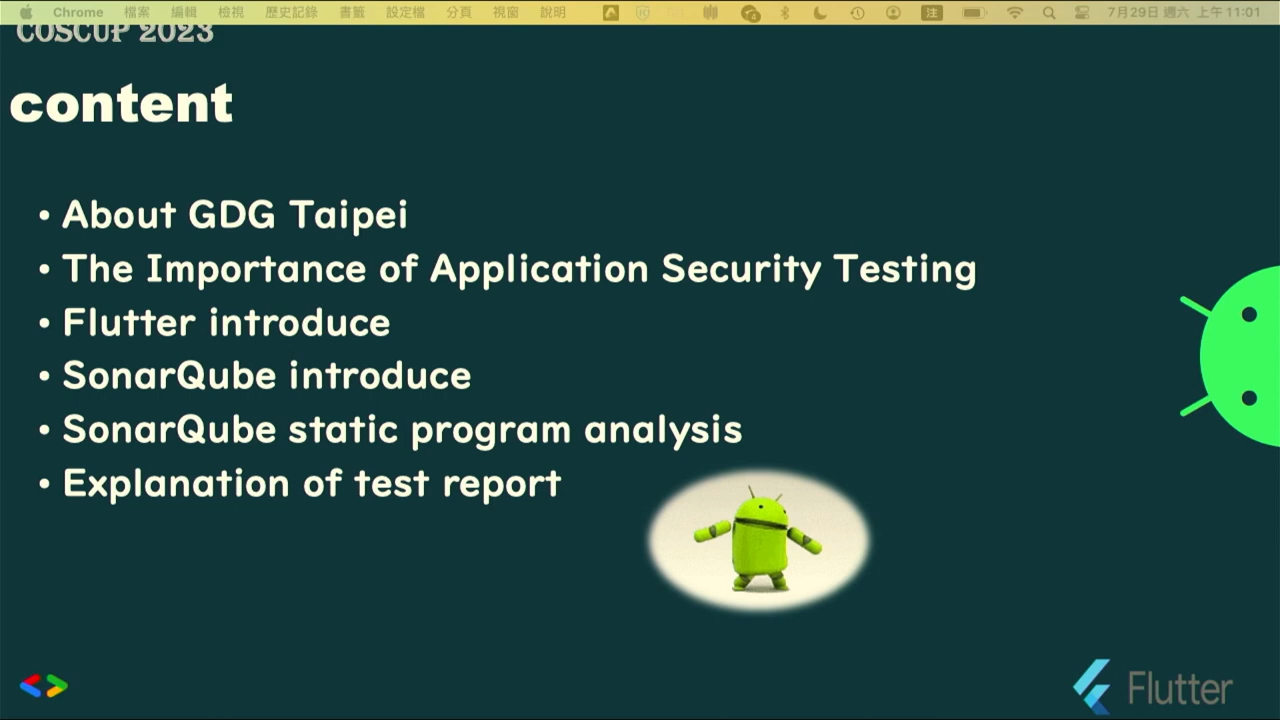 Chrome 檔案 編輯 檢視 歷史記錄 書籤 設定檔 分頁 視窗 說明 注 7月29日 週六 上午 11:01
COSCUP 2023
content
• About GDG Taipei
• The Importance of Application Security Testing
• Flutter introduce
• SonarQube introduce
• SonarQube static program analysis
• Explanation of test report
Flutter